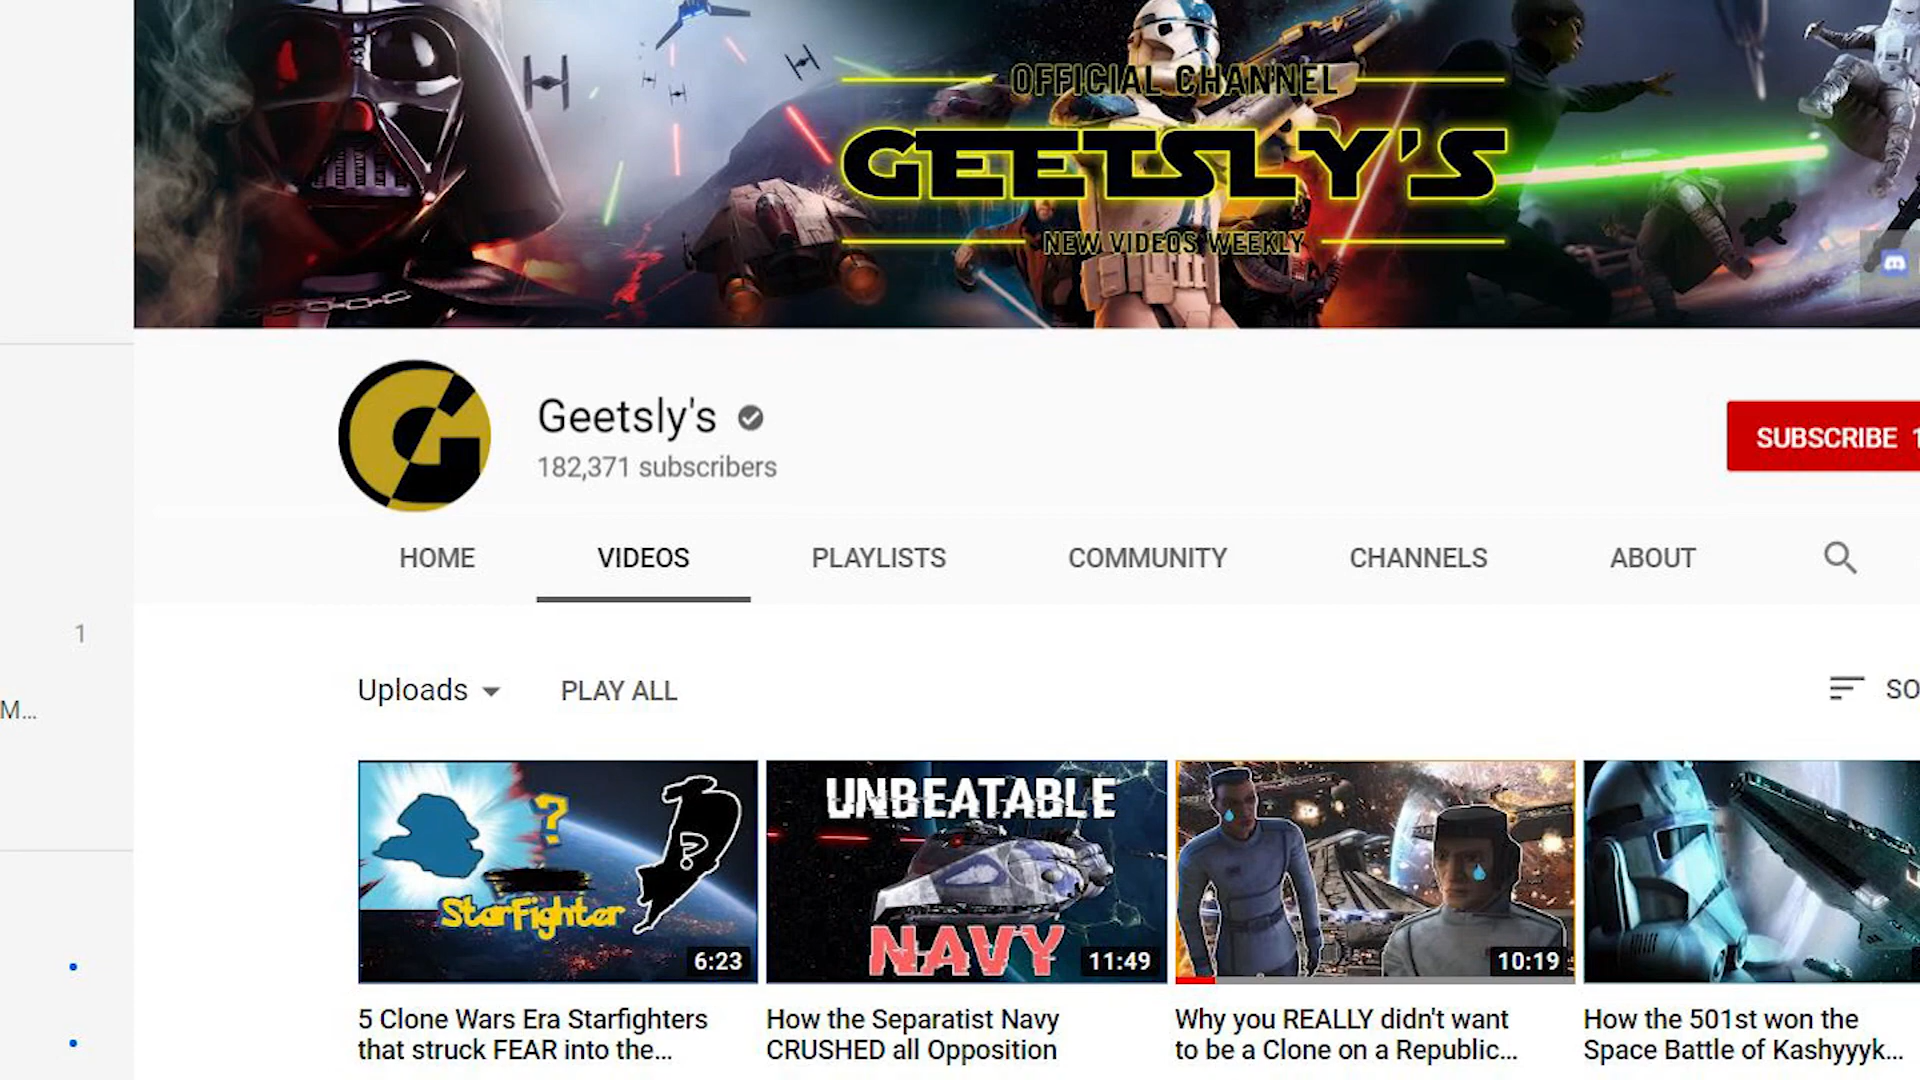 OFFICIAL CHANNEL
GEETSLY'S
NEW VIDEOS WEEKLY
Geetsly's
182,371 subscribers
SUBSCRIBE 1
HOME VIDEOS PLAYLISTS COMMUNITY CHANNELS ABOUT
1
M...
Uploads PLAY ALL SO
?
?
StarFighter
6:23
UNBEATABLE
NAVY
11:49
10:19
5 Clone Wars Era Starfighters
that struck FEAR into the...
How the Separatist Navy
CRUSHED all Opposition
Why you REALLY didn't want
to be a Clone on a Republic...
How the 501st won the
Space Battle of Kashyyyk...